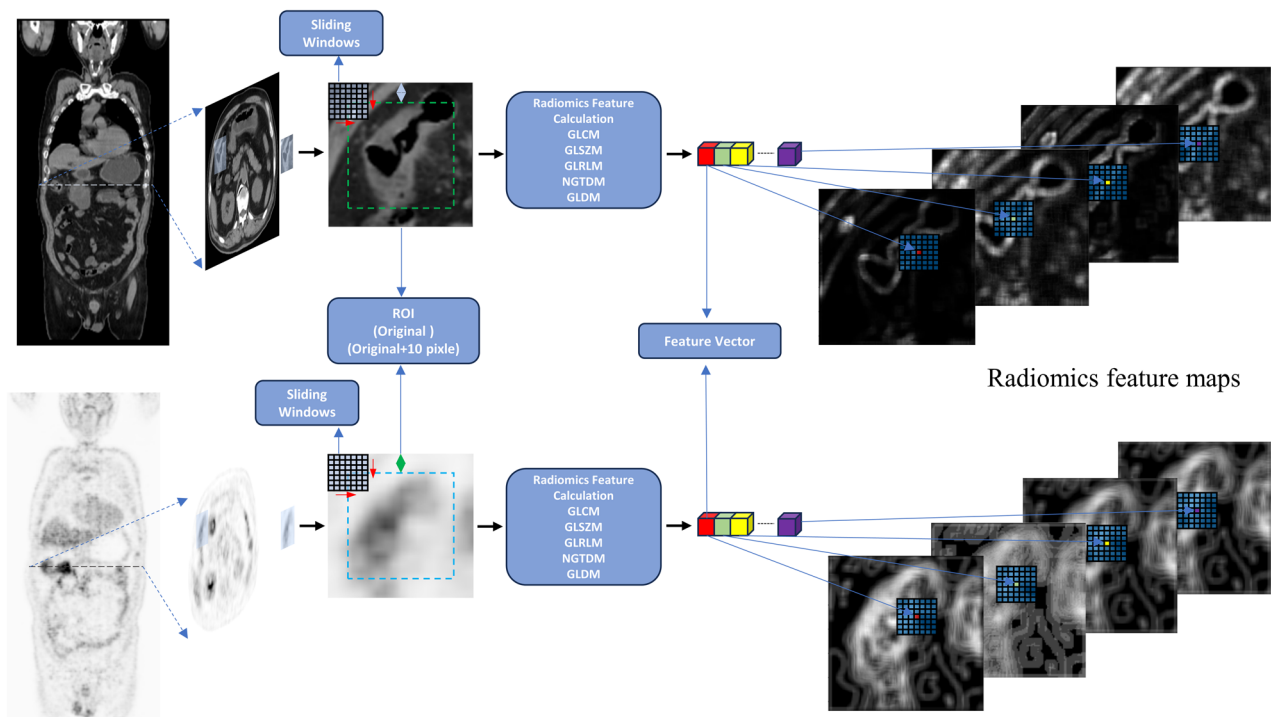 Sliding
Windows
Radiomics Feature
Calculation
GLCM
GLSZM
GLRLM
NGTDM
GLDM
ROI
(Original )
(Original+10 pixle)
Feature Vector
Radiomics feature maps
Sliding
Windows
Radiomics Feature
Calculation
GLCM
GLSZM
GLRLM
NGTDM
GLDM